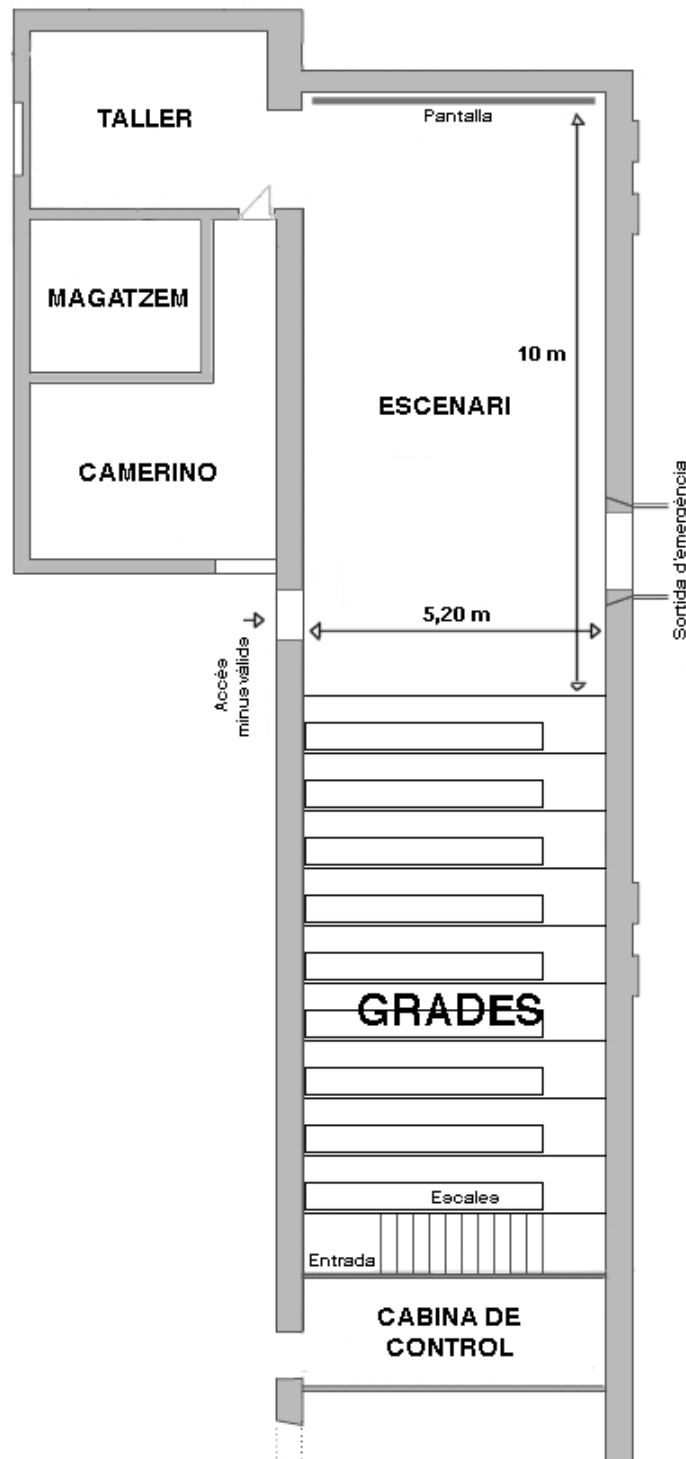 TALLER
Pantalla
MAGATZEM
10 m
ESCENARI
CAMERINO
Sortida d'emergència
5,20 m
Accés
minusvàlids
GRADES
Escales
Entrada
CABINA DE
CONTROL